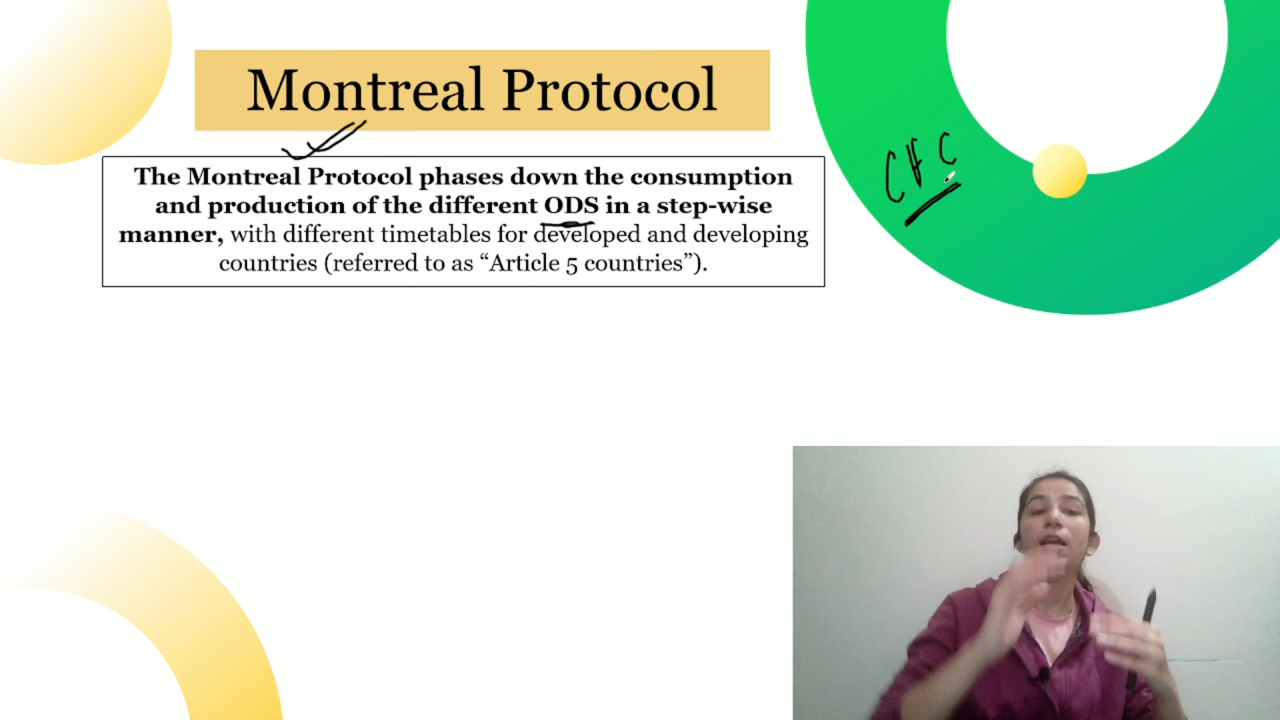 Montreal Protocol
The Montreal Protocol phases down the consumption
and production of the different ODS in a step-wise
manner, with different timetables for developed and developing
countries (referred to as “Article 5 countries”).
CFC